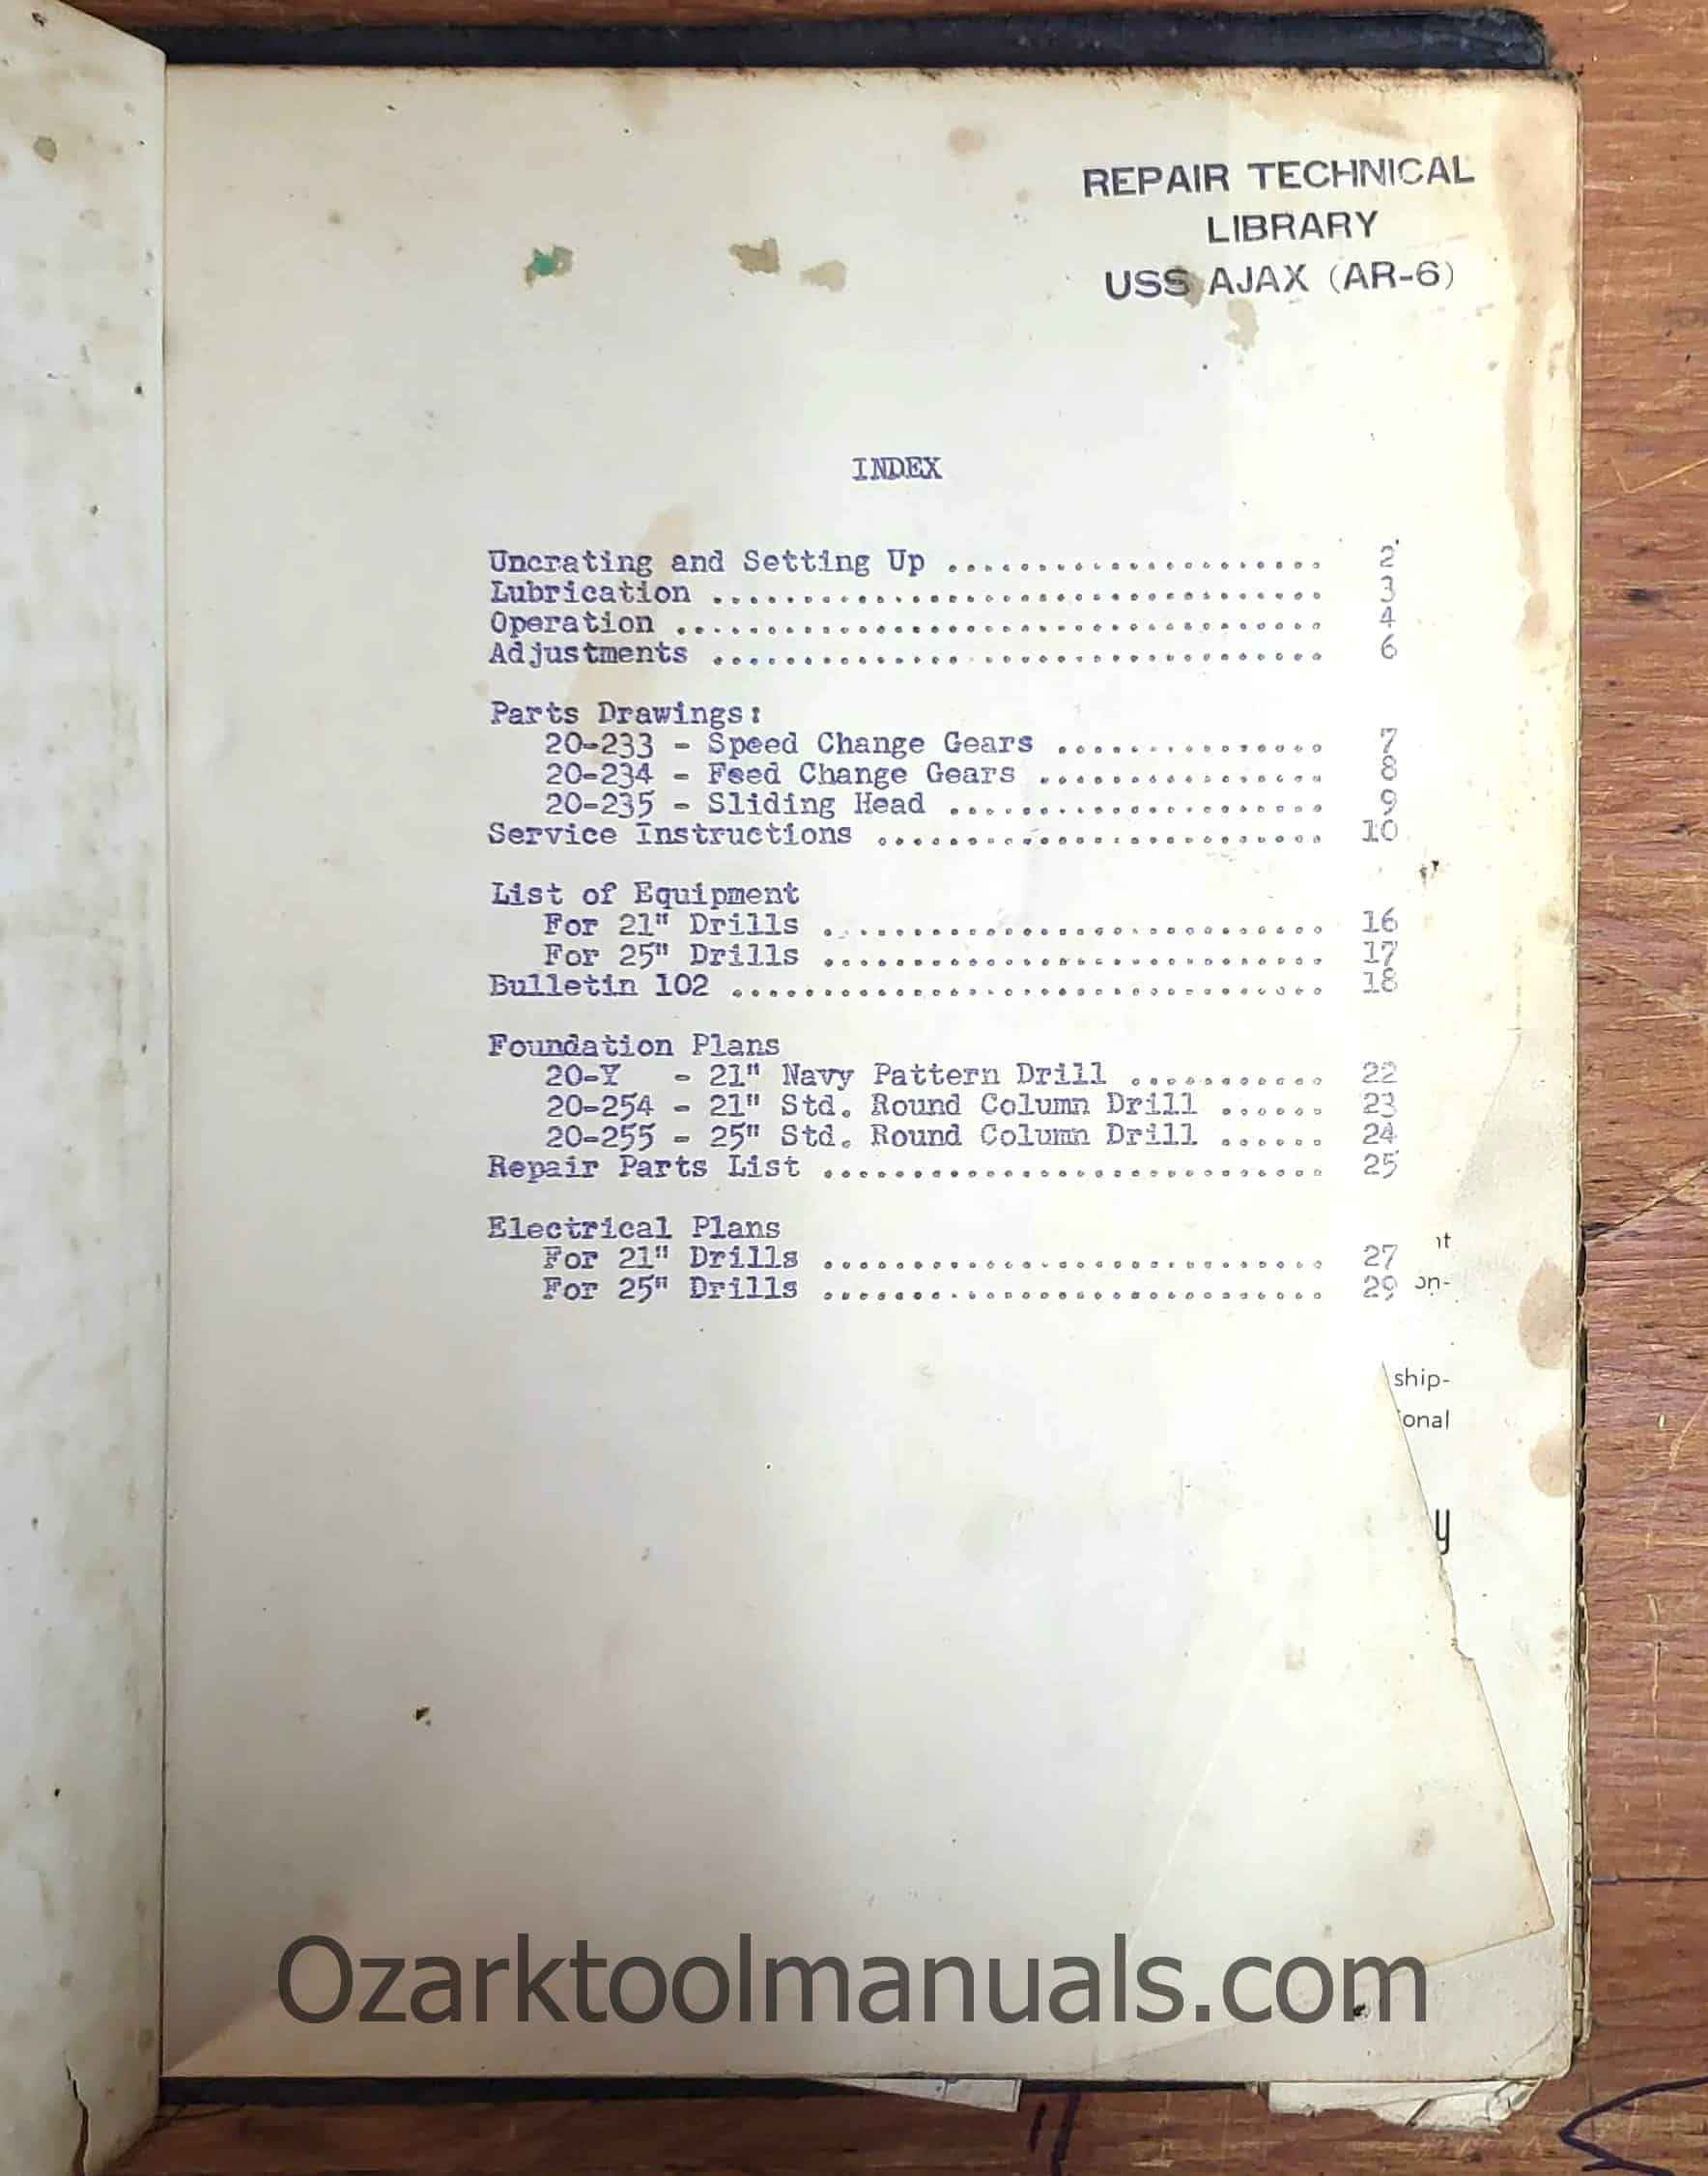 REPAIR TECHNICAL
LIBRARY
USS AJAX (AR-6)
INDEX
Uncrating and Setting Up ..................... 2
Lubrication .................................. 3
Operation .................................... 4
Adjustments .................................. 6
Parts Drawings:
20-233 - Speed Change Gears ............... 7
20-234 - Feed Change Gears ................ 8
20-235 - Sliding Head ..................... 9
Service Instructions ......................... 10
List of Equipment
For 21" Drills ............................ 16
For 25" Drills ............................ 17
Bulletin 102 ................................. 18
Foundation Plans
20-Y - 21" Navy Pattern Drill ........... 22
20-254 - 21" Std. Round Column Drill ...... 23
20-255 - 25" Std. Round Column Drill ...... 24
Repair Parts List ............................ 25
Electrical Plans
For 21" Drills ............................ 27
For 25" Drills ............................ 29
on-
ship-
ional
y
Ozarktoolmanuals.com